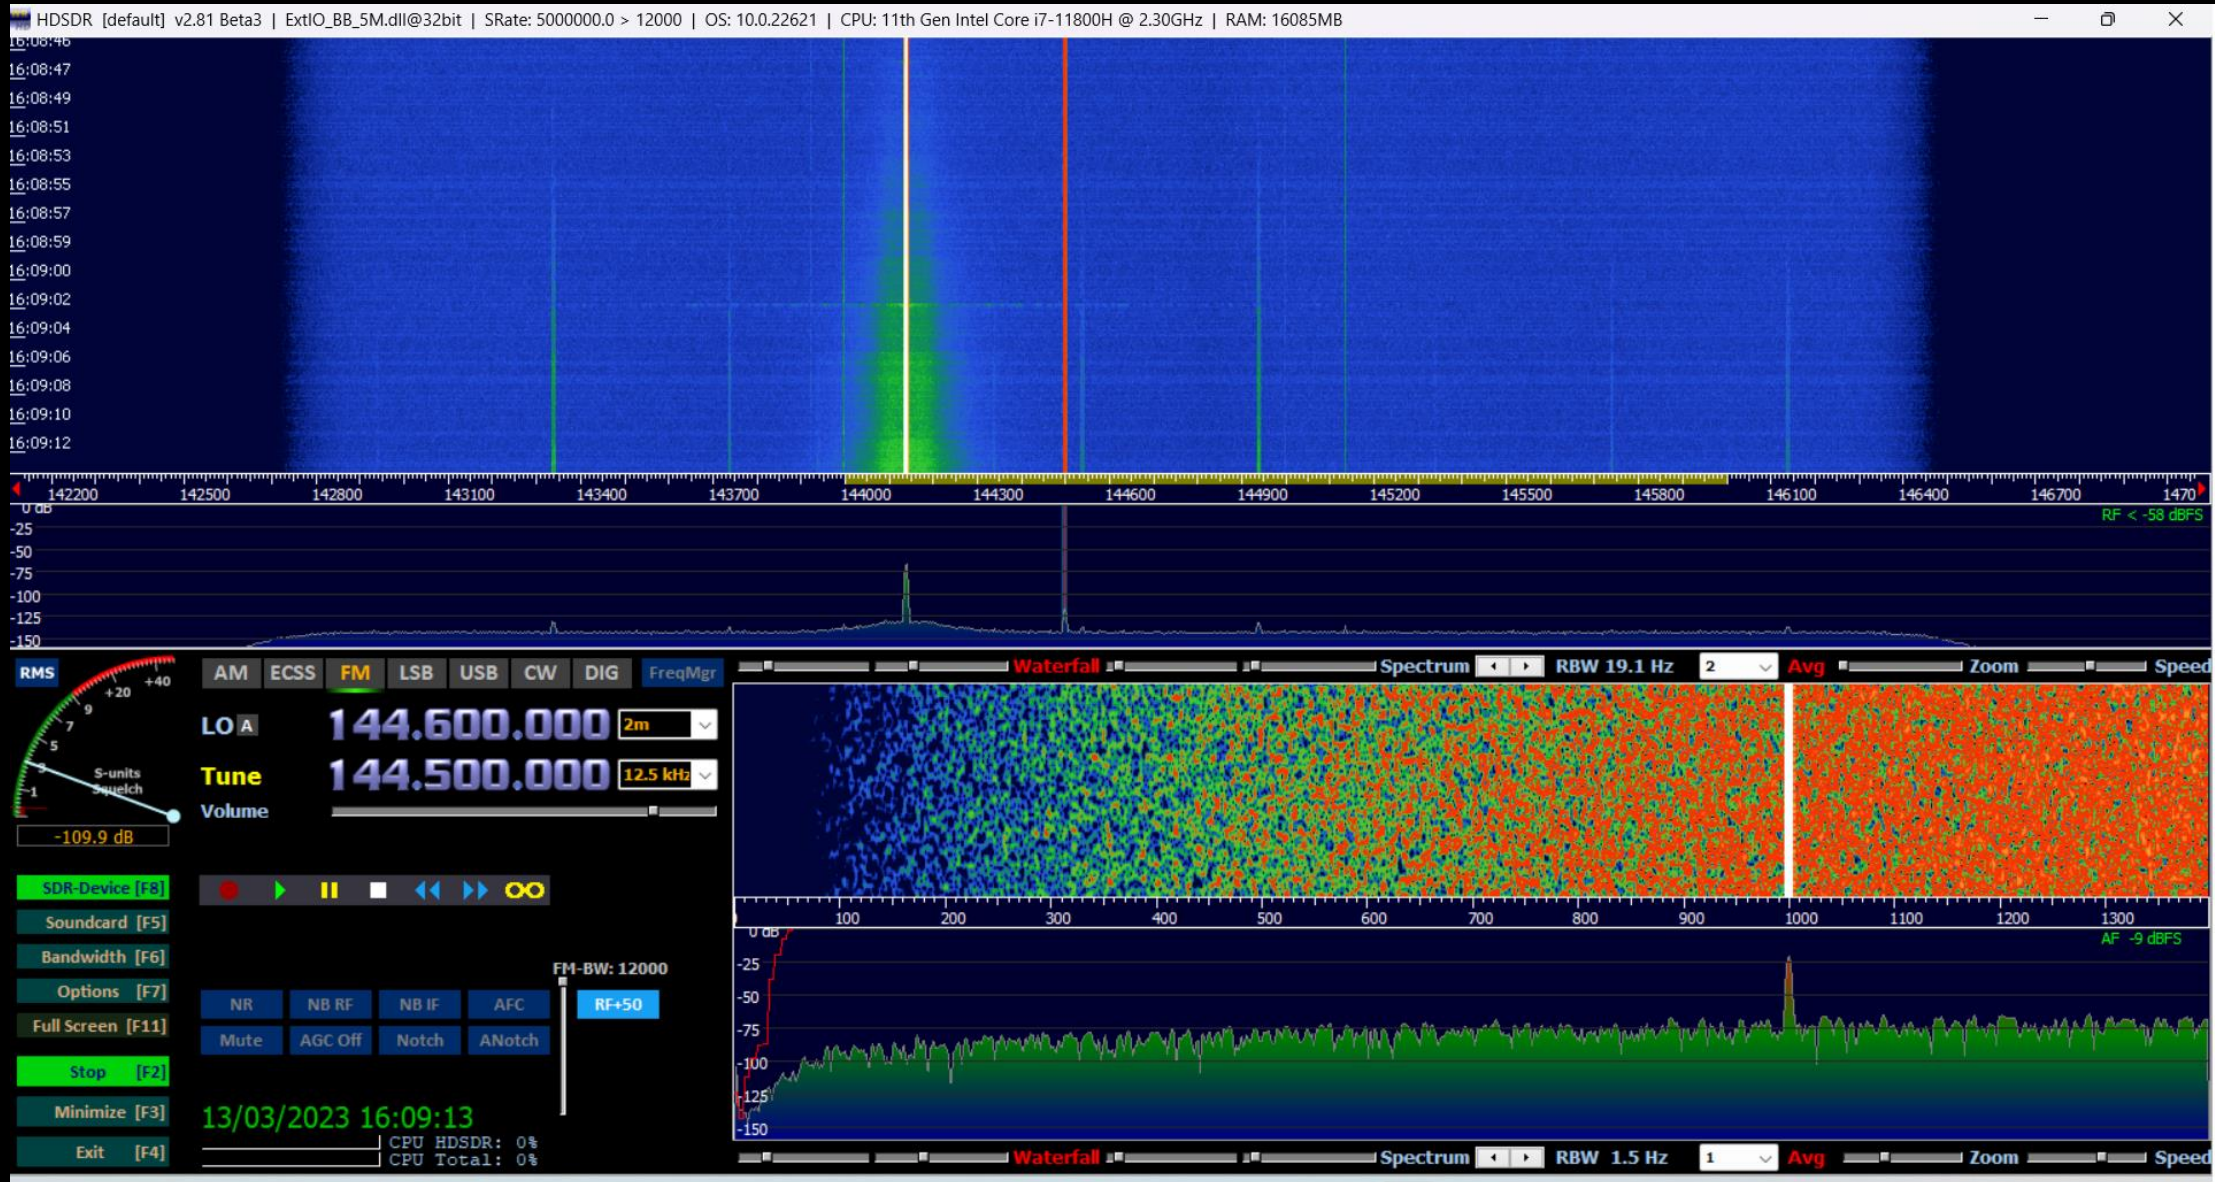 HDSDR [default] v2.81 Beta3 | ExtIO_BB_5M.dll@32bit | SRate: 5000000.0 > 12000 | OS: 10.0.22621 | CPU: 11th Gen Intel Core i7-11800H @ 2.30GHz | RAM: 16085MB
16:08:46
16:08:47
16:08:49
16:08:51
16:08:53
16:08:55
16:08:57
16:08:59
16:09:00
16:09:02
16:09:04
16:09:06
16:09:08
16:09:10
16:09:12
142200 142500 142800 143100 143400 143700 144000 144300 144600 144900 145200 145500 145800 146100 146400 146700 1470
0 dB
RF < -58 dBFS
-25
-50
-75
-100
-125
-150
RMS
1 3 5 7 9 +20 +40
S-units
Squelch
-109.9 dB
AM ECSS FM LSB USB CW DIG FreqMgr
LO A 144.600.000 2m
Tune 144.500.000 12.5 kHz
Volume
Waterfall Spectrum RBW 19.1 Hz 2 Avg Zoom Speed
SDR-Device [F8]
Soundcard [F5]
Bandwidth [F6]
Options [F7]
Full Screen [F11]
Stop [F2]
Minimize [F3]
Exit [F4]
FM-BW: 12000
NR NB RF NB IF AFC RF+50
Mute AGC Off Notch ANotch
13/03/2023 16:09:13
CPU HDSDR: 0%
CPU Total: 0%
100 200 300 400 500 600 700 800 900 1000 1100 1200 1300
0 dB
AF -9 dBFS
-25
-50
-75
-100
-125
-150
Waterfall Spectrum RBW 1.5 Hz 1 Avg Zoom Speed